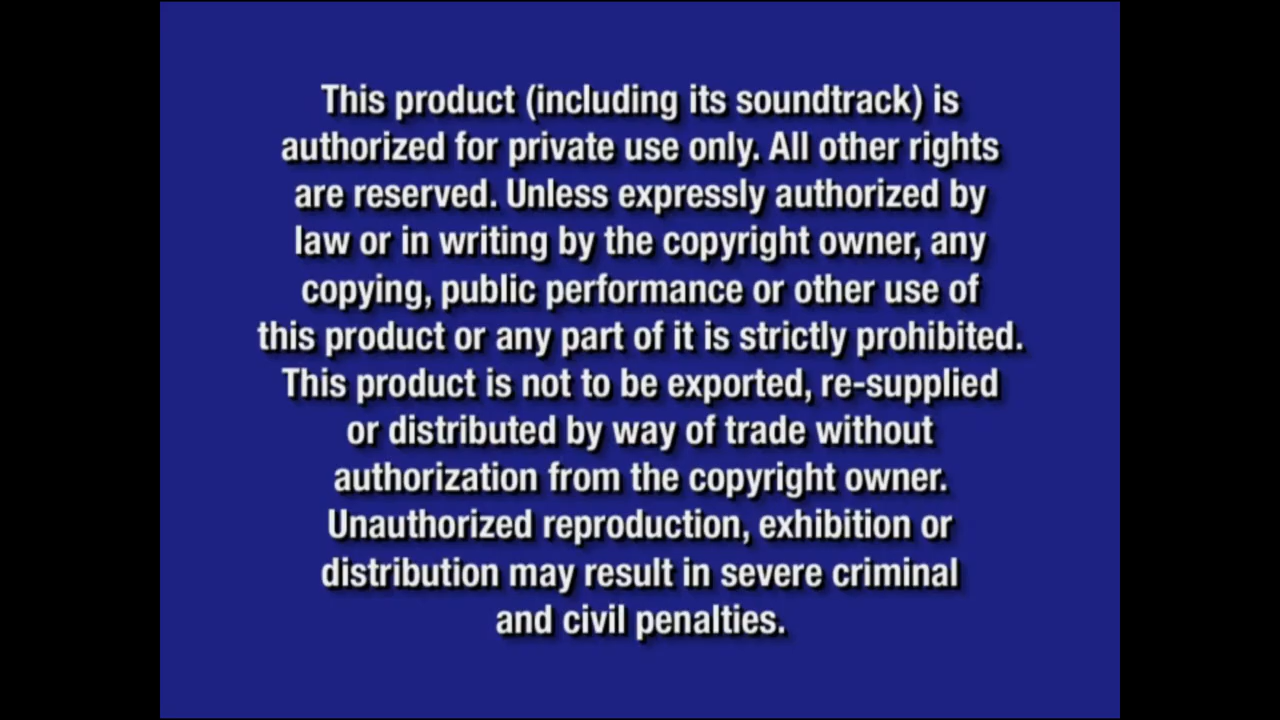 This product (including its soundtrack) is
authorized for private use only. All other rights
are reserved. Unless expressly authorized by
law or in writing by the copyright owner, any
copying, public performance or other use of
this product or any part of it is strictly prohibited.
This product is not to be exported, re-supplied
or distributed by way of trade without
authorization from the copyright owner.
Unauthorized reproduction, exhibition or
distribution may result in severe criminal
and civil penalties.